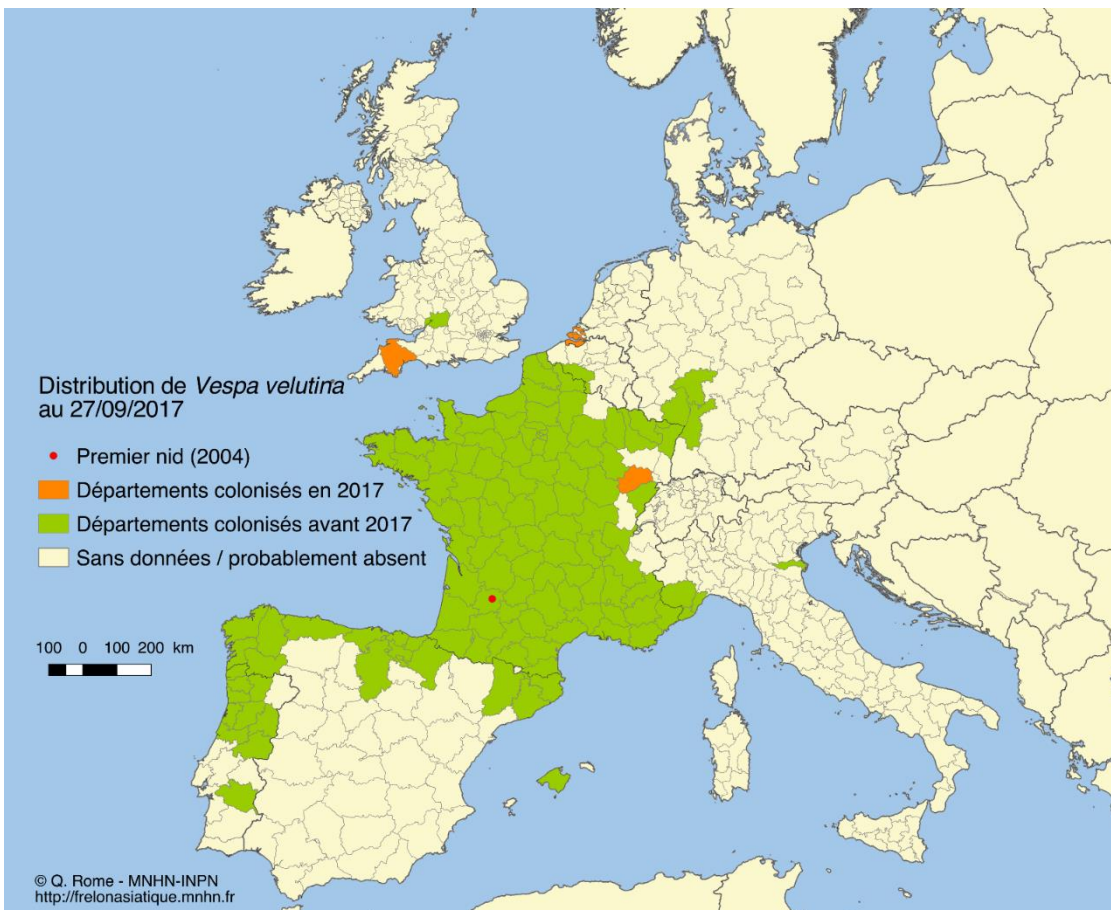 Distribution de Vespa velutina
au 27/09/2017
Premier nid (2004)
Départements colonisés en 2017
Départements colonisés avant 2017
Sans données / probablement absent
100 0 100 200 km
© Q. Rome - MNHN-INPN
http://frelonasiatique.mnhn.fr